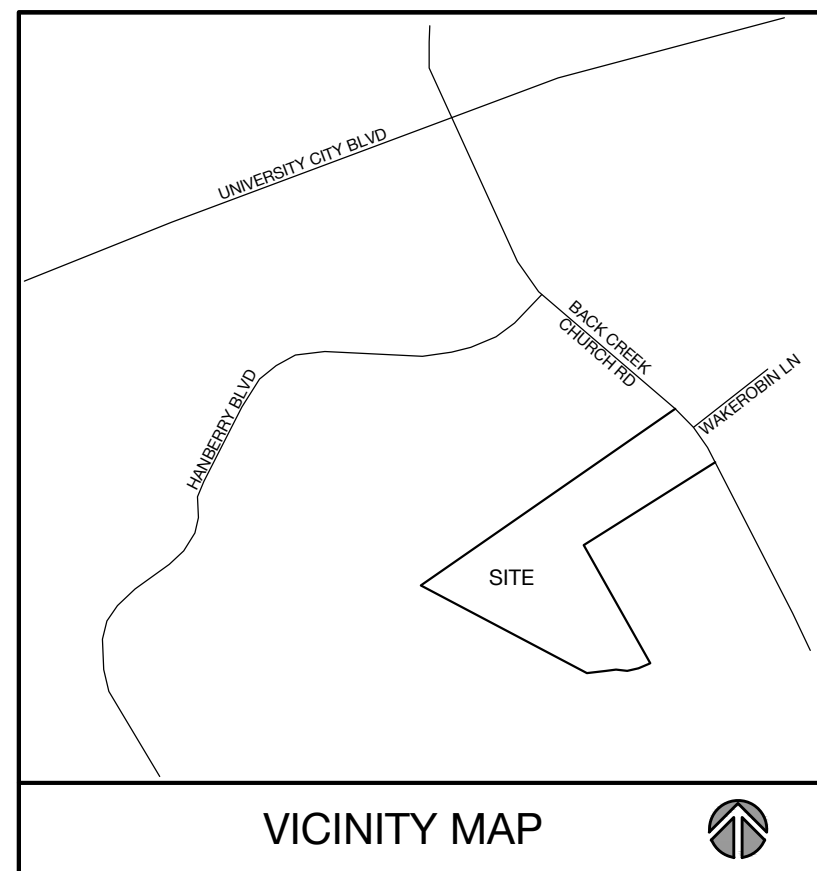 UNIVERSITY CITY BLVD
BACK CREEK
CHURCH RD
WAKEROBIN LN
HANBERRY BLVD
SITE
VICINITY MAP